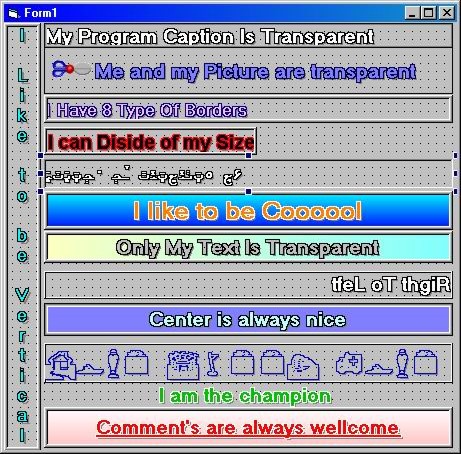 Form1
I Like to be Vertical
My Program Caption Is Transparent
Me and my Picture are transparent
I Have 8 Type Of Borders
I can Diside of my Size
I like to be Coooool
Only My Text Is Transparent
tfeL oT thgiR
Center is always nice
I am the champion
Comment's are always wellcome